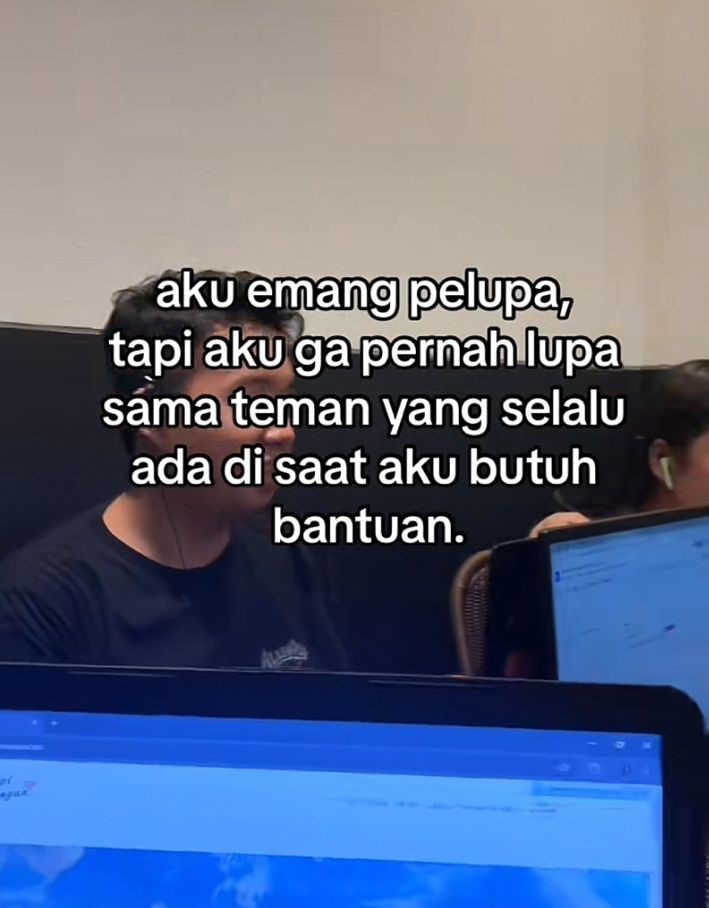 aku emang pelupa,
tapi aku ga pernah lupa
sama teman yang selalu
ada di saat aku butuh
bantuan.